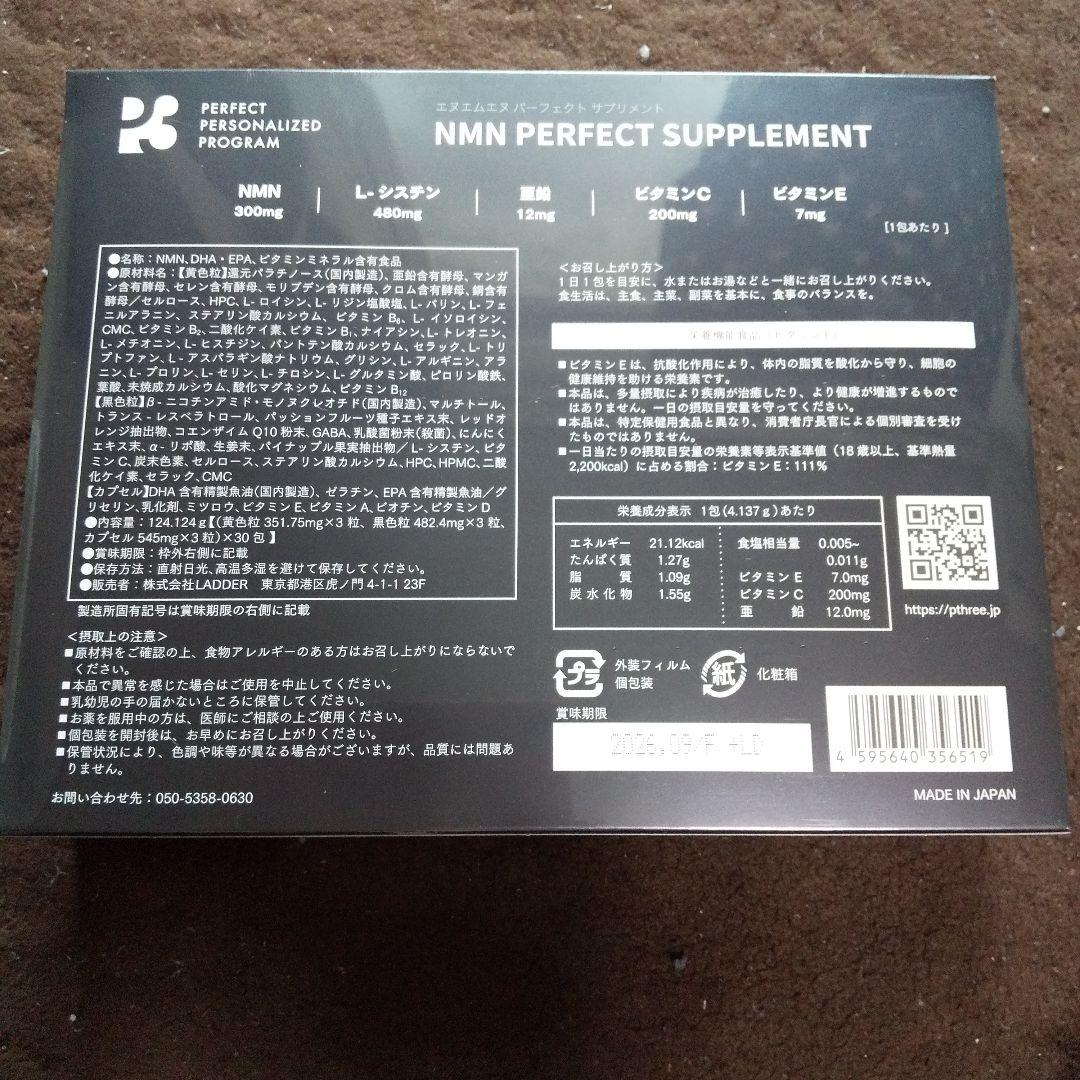 PERFECT
PERSONALIZED
PROGRAM
エヌエムエヌ パーフェクト サプリメント
NMN PERFECT SUPPLEMENT
NMN
300mg
L-システン
480mg
亜鉛
12mg
ビタミンC
200mg
ビタミンE
7mg
[1包あたり]
●名称：NMN、DHA・EPA、ビタミンミネラル含有食品
●原材料名：【黄色粒】還元パラチノース(国内製造)、亜鉛含有酵母、マンガ
ン含有酵母、セレン含有酵母、モリブデン含有酵母、クロム含有酵母、銅含有
酵母／セルロース、HPC、L-ロイシン、L-リジン塩酸塩、L-バリン、L-フェ
ニルアラニン、ステアリン酸カルシウム、ビタミンB6、L-イソロイシン、
CMC、ビタミンB2、二酸化ケイ素、ビタミンB1、ナイアシン、L-トレオニン、
L-メチオニン、L-ヒスチジン、パントテン酸カルシウム、セラック、L-トリ
プトファン、L-アスパラギン酸ナトリウム、グリシン、L-アルギニン、アラ
ニン、L-プロリン、L-セリン、L-チロシン、L-グルタミン酸、ピロリン酸鉄、
葉酸、未焼成カルシウム、酸化マグネシウム、ビタミンB12
【黒色粒】β-ニコチンアミド・モノヌクレオチド(国内製造)、マルチトール、
トランス-レスベラトロール、パッションフルーツ種子エキス末、レッドオ
レンジ抽出物、コエンザイムQ10粉末、GABA、乳酸菌粉末(殺菌)、にんにく
エキス末、α-リポ酸、生姜末、パイナップル果実抽出物／L-シスチン、ビタ
ミンC、炭末色素、セルロース、ステアリン酸カルシウム、HPC、HPMC、二酸
化ケイ素、セラック、CMC
【カプセル】DHA含有精製魚油(国内製造)、ゼラチン、EPA含有精製魚油／グ
リセリン、乳化剤、ミツロウ、ビタミンE、ビタミンA、ビオチン、ビタミンD
●内容量：124.124g【(黄色粒 351.75mg×3粒、黒色粒 482.4mg×3粒、
カプセル 545mg×3粒)×30包】
●賞味期限：枠外右側に記載
●保存方法：直射日光、高温多湿を避けて保存してください。
●販売者：株式会社LADDER 東京都港区虎ノ門 4-1-1 23F
製造所固有記号は賞味期限の右側に記載
＜摂取上の注意＞
■原材料をご確認の上、食物アレルギーのある方はお召し上がりにならないで
ください。
■本品で異常を感じた場合はご使用を中止してください。
■乳幼児の手の届かないところに保管してください。
■お薬を服用中の方は、医師にご相談の上ご使用ください。
■個包装を開封後は、お早めにお召し上がりください。
■保管状況により、色調や味等が異なる場合がございますが、品質には問題あ
りません。
お問い合わせ先：050-5358-0630
＜お召し上がり方＞
1日1包を目安に、水またはお湯などと一緒にお召し上がりください。
食生活は、主食、主菜、副菜を基本に、食事のバランスを。
栄養機能食品（ビタミンE）
■ビタミンEは、抗酸化作用により、体内の脂質を酸化から守り、細胞の
健康維持を助ける栄養素です。
■本品は、多量摂取により疾病が治癒したり、より健康が増進するもので
はありません。一日の摂取目安量を守ってください。
■本品は、特定保健用食品と異なり、消費者庁長官による個別審査を受け
たものではありません。
■一日当たりの摂取目安量の栄養素等表示基準値（18歳以上、基準熱量
2,200kcal）に占める割合：ビタミンE：111%
栄養成分表示 1包(4.137g)あたり
エネルギー 21.12kcal
たんぱく質 1.27g
脂質 1.09g
炭水化物 1.55g
食塩相当量 0.005~
0.011g
ビタミンE 7.0mg
ビタミンC 200mg
亜鉛 12.0mg
https://pthree.jp
プラ
外装フィルム
個包装
紙
化粧箱
賞味期限
2026.09/F +LD
4 595640 356519
MADE IN JAPAN